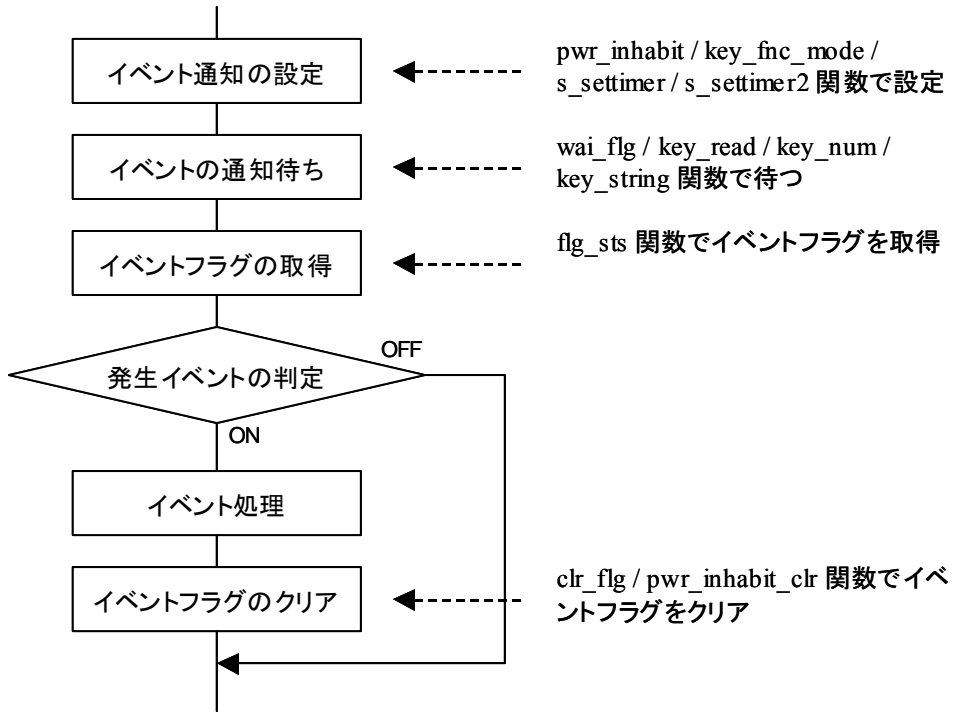 イベント通知の設定
pwr_inhabit / key_fnc_mode /
s_settimer / s_settimer2 関数で設定
イベントの通知待ち
wai_flg / key_read / key_num /
key_string 関数で待つ
イベントフラグの取得
flg_sts 関数でイベントフラグを取得
発生イベントの判定
OFF
ON
イベント処理
イベントフラグのクリア
clr_flg / pwr_inhabit_clr 関数でイベ
ントフラグをクリア